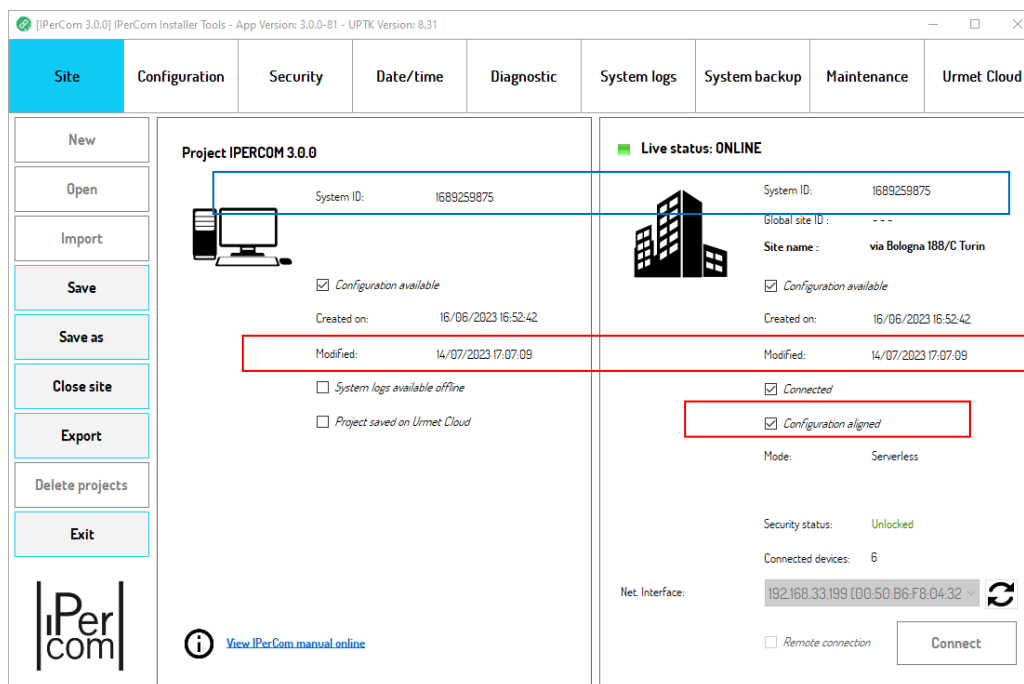 [IPerCom 3.0.0] IPerCom Installer Tools - App Version: 3.0.0-81 - UPTK Version: 8.31
Site Configuration Security Date/time Diagnostic System logs System backup Maintenance Urmet Cloud
New
Open
Import
Save
Save as
Close site
Export
Delete projects
Exit
IPer
com
Project IPERCOM 3.0.0
System ID: 1689259875
Configuration available
Created on: 16/06/2023 16:52:42
Modified: 14/07/2023 17:07:09
System logs available offline
Project saved on Urmet Cloud
View IPerCom manual online
Live status: ONLINE
System ID: 1689259875
Global site ID : - - -
Site name : via Bologna 188/C Turin
Configuration available
Created on: 16/06/2023 16:52:42
Modified: 14/07/2023 17:07:09
Connected
Configuration aligned
Mode: Serverless
Security status: Unlocked
Connected devices: 6
Net. Interface: 192.168.33.199 [00:50:B6:F8:04:32
Remote connection
Connect